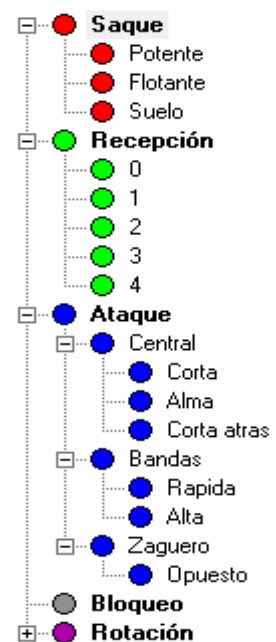 Saque
Potente
Flotante
Suelo
Recepción
0
1
2
3
4
Ataque
Central
Corta
Alma
Corta atras
Bandas
Rapida
Alta
Zaguero
Opuesto
Bloqueo
Rotación